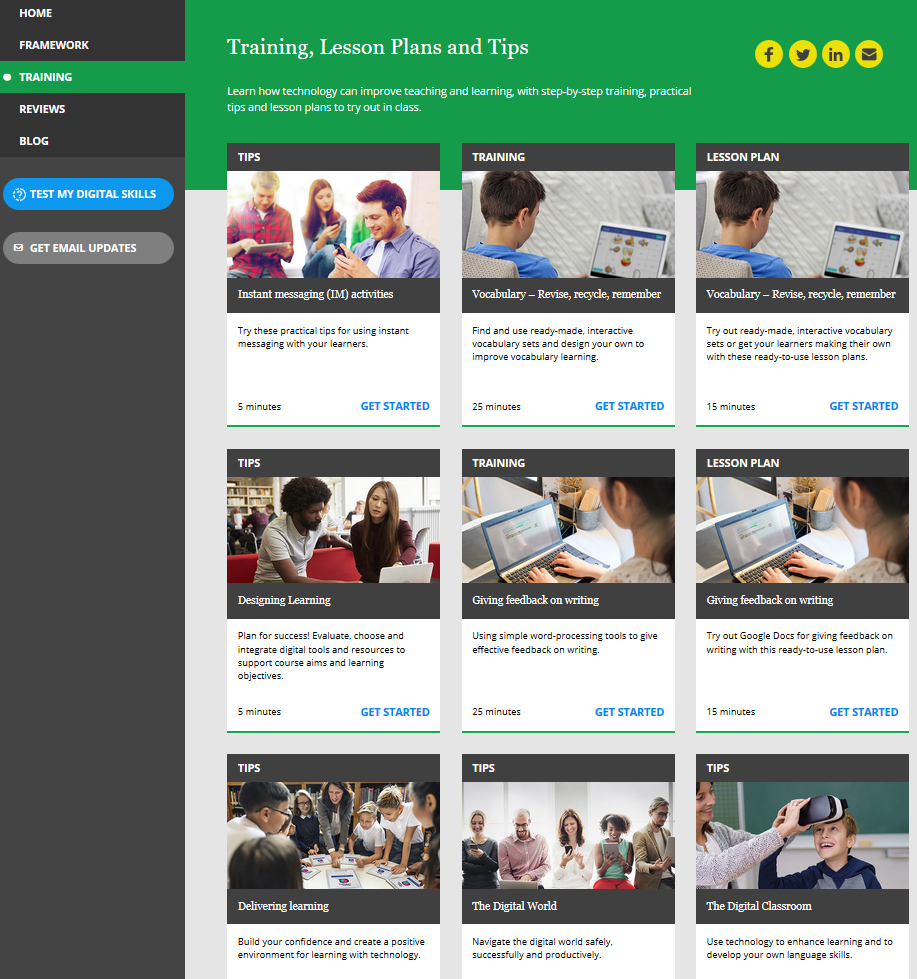 HOME
FRAMEWORK
TRAINING
REVIEWS
BLOG
TEST MY DIGITAL SKILLS
GET EMAIL UPDATES
Training, Lesson Plans and Tips
Learn how technology can improve teaching and learning, with step-by-step training, practical
tips and lesson plans to try out in class.
TIPS
Instant messaging (IM) activities
Try these practical tips for using instant
messaging with your learners.
5 minutes
GET STARTED
TRAINING
Vocabulary – Revise, recycle, remember
Find and use ready-made, interactive
vocabulary sets and design your own to
improve vocabulary learning.
25 minutes
GET STARTED
LESSON PLAN
Vocabulary – Revise, recycle, remember
Try out ready-made, interactive vocabulary
sets or get your learners making their own
with these ready-to-use lesson plans.
15 minutes
GET STARTED
TIPS
Designing Learning
Plan for success! Evaluate, choose and
integrate digital tools and resources to
support course aims and learning
objectives.
5 minutes
GET STARTED
TRAINING
Giving feedback on writing
Using simple word-processing tools to give
effective feedback on writing.
25 minutes
GET STARTED
LESSON PLAN
Giving feedback on writing
Try out Google Docs for giving feedback on
writing with this ready-to-use lesson plan.
15 minutes
GET STARTED
TIPS
Delivering learning
Build your confidence and create a positive
environment for learning with technology.
TIPS
The Digital World
Navigate the digital world safely,
successfully and productively.
TIPS
The Digital Classroom
Use technology to enhance learning and to
develop your own language skills.